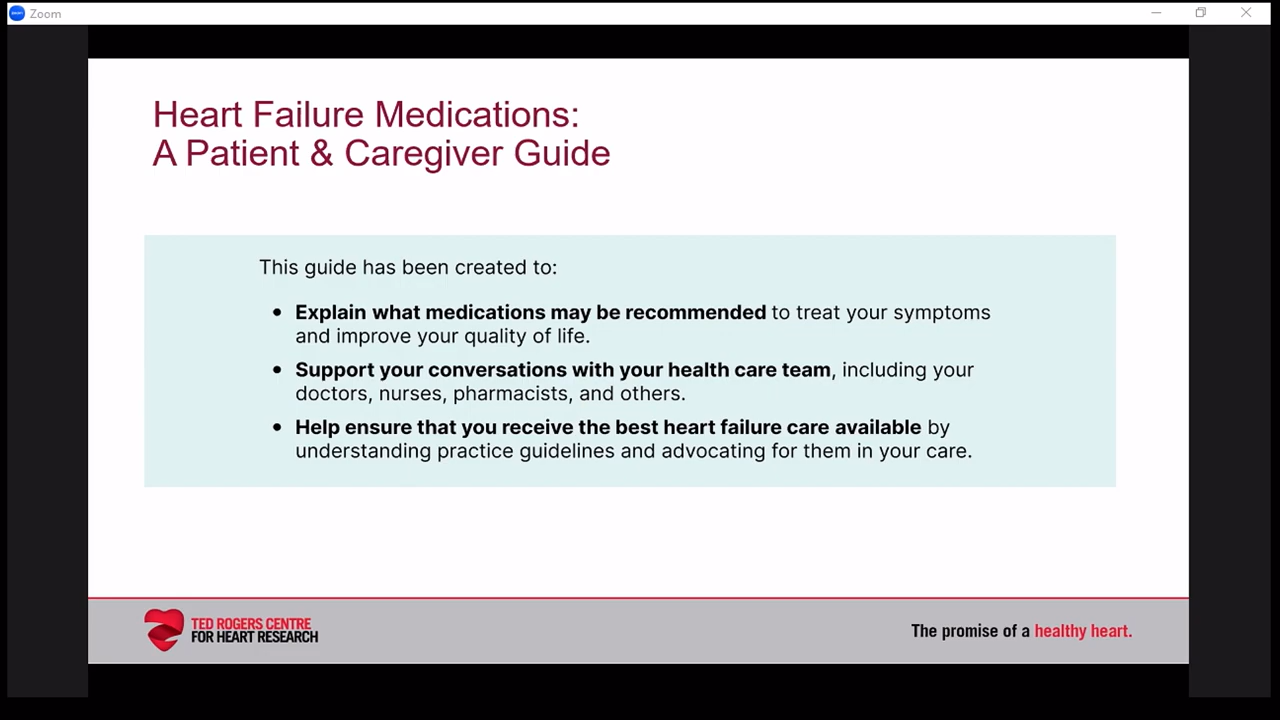 Zoom
Heart Failure Medications:
A Patient & Caregiver Guide
This guide has been created to:
• Explain what medications may be recommended to treat your symptoms
and improve your quality of life.
• Support your conversations with your health care team, including your
doctors, nurses, pharmacists, and others.
• Help ensure that you receive the best heart failure care available by
understanding practice guidelines and advocating for them in your care.
TED ROGERS CENTRE
FOR HEART RESEARCH
The promise of a healthy heart.